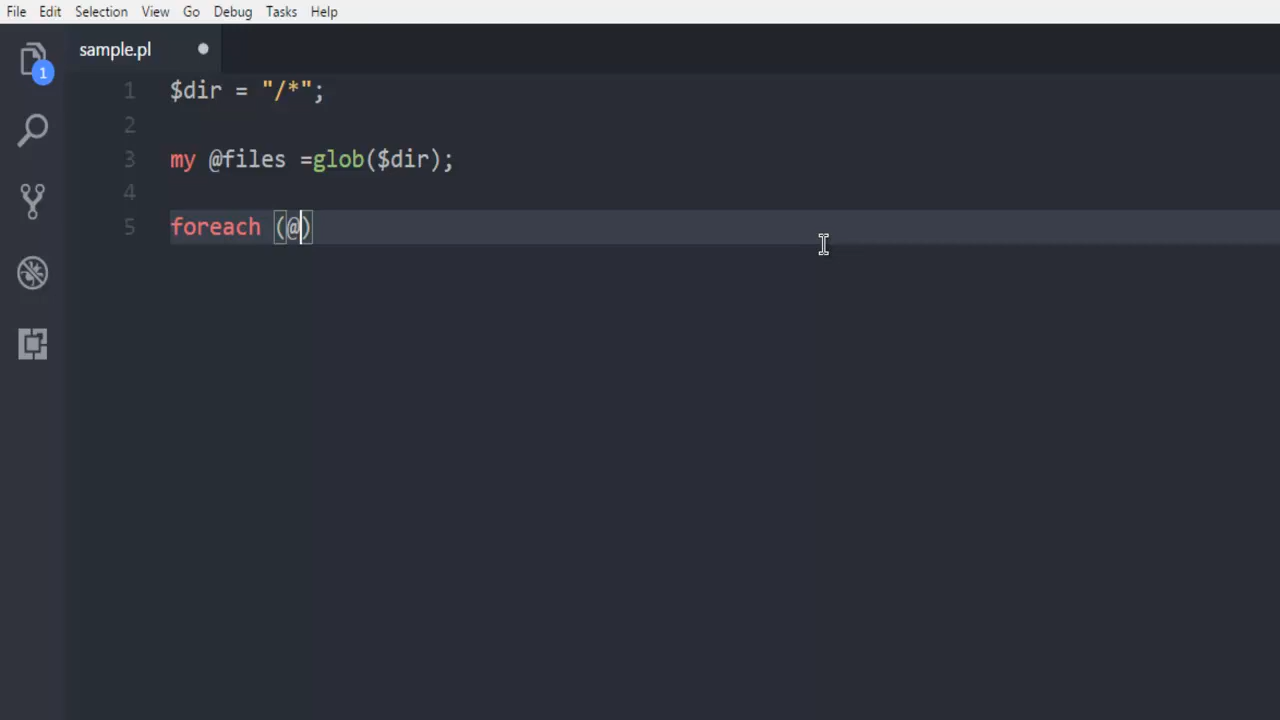 File Edit Selection View Go Debug Tasks Help
sample.pl
1
1 $dir = "/*";
2
3 my @files =glob($dir);
4
5 foreach (@)